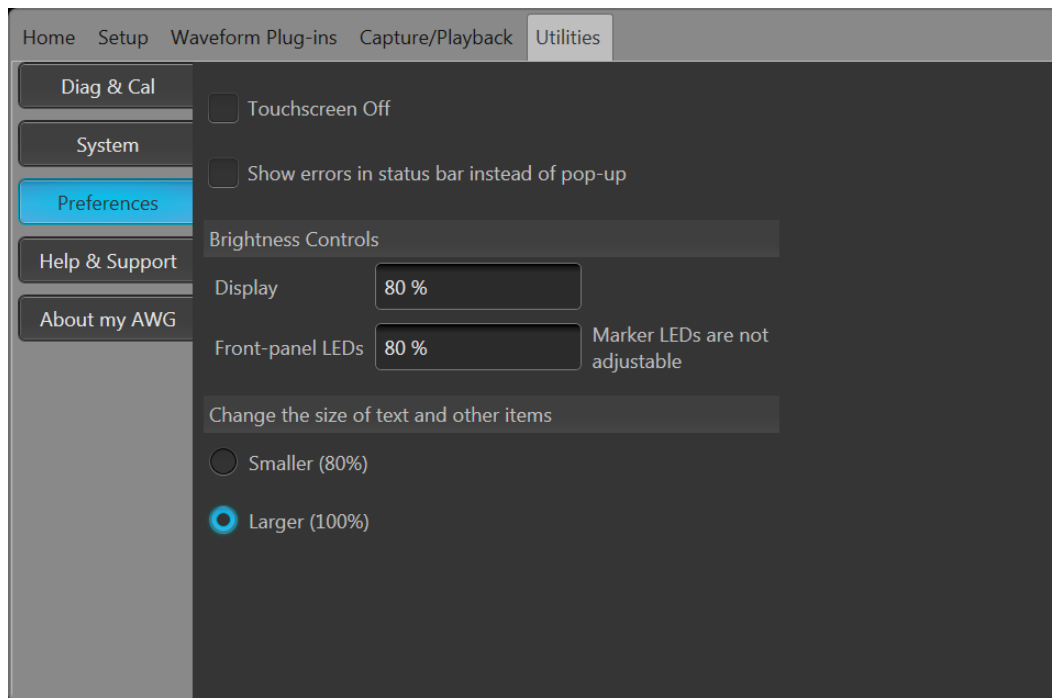 Home Setup Waveform Plug-ins Capture/Playback Utilities
Diag & Cal
System
Preferences
Help & Support
About my AWG
Touchscreen Off
Show errors in status bar instead of pop-up
Brightness Controls
Display 80 %
Front-panel LEDs 80 % Marker LEDs are not
adjustable
Change the size of text and other items
Smaller (80%)
Larger (100%)